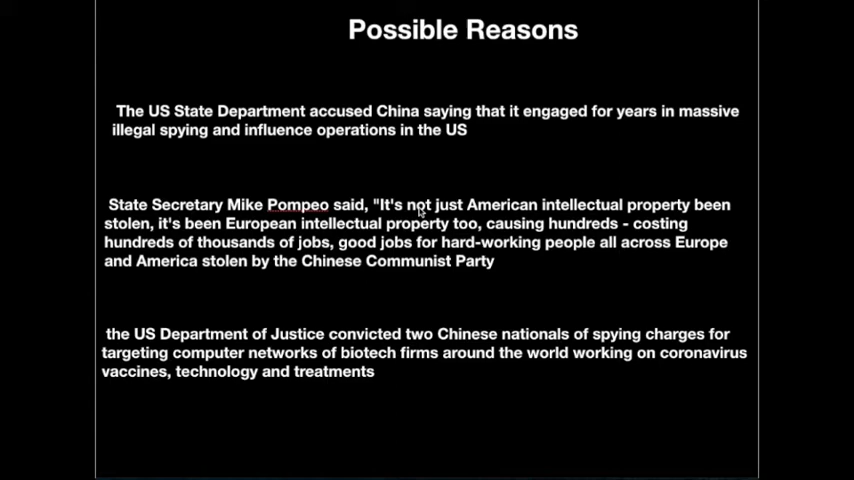 Possible Reasons
The US State Department accused China saying that it engaged for years in massive
illegal spying and influence operations in the US
State Secretary Mike Pompeo said, "It's not just American intellectual property been
stolen, it's been European intellectual property too, causing hundreds - costing
hundreds of thousands of jobs, good jobs for hard-working people all across Europe
and America stolen by the Chinese Communist Party
the US Department of Justice convicted two Chinese nationals of spying charges for
targeting computer networks of biotech firms around the world working on coronavirus
vaccines, technology and treatments